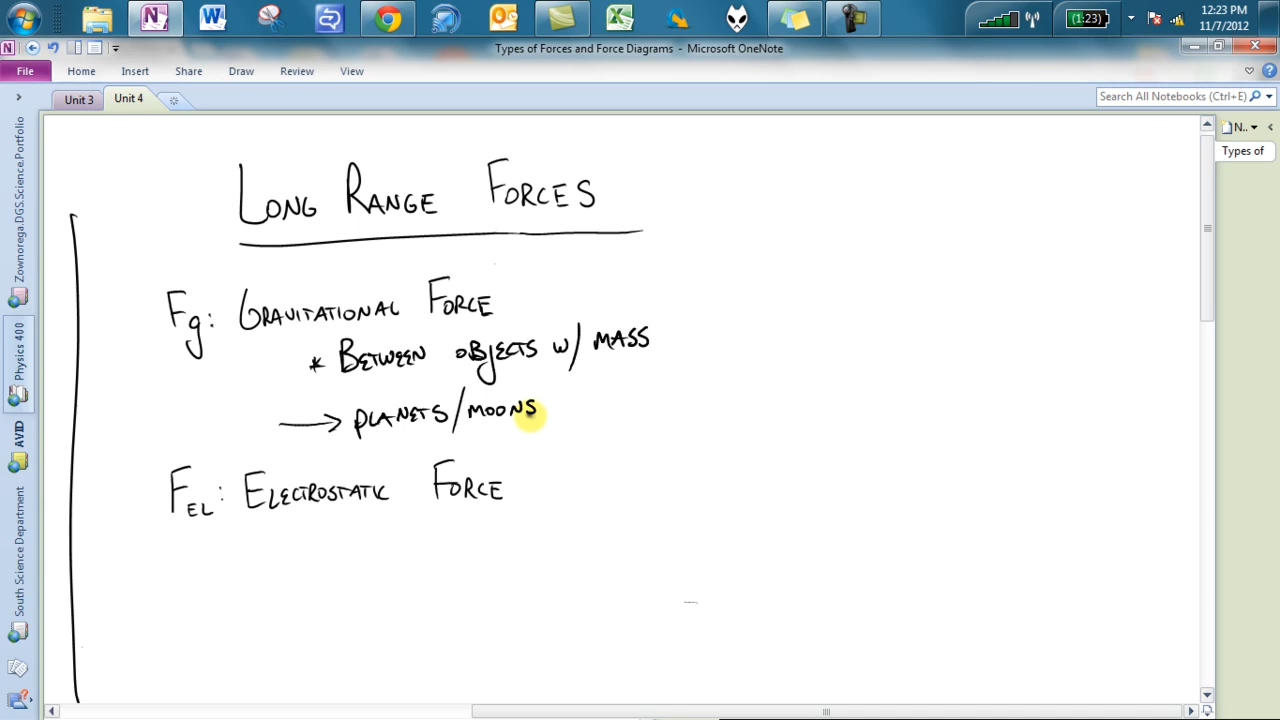 12:23 PM
(1:23)
11/7/2012
Types of Forces and Force Diagrams - Microsoft OneNote
File Home Insert Share Draw Review View
Unit 3 Unit 4
Search All Notebooks (Ctrl+E)
N..
Types of
Zownorega.DGS.Science.Portfolio
Physics 400
AVID
South Science Department
LONG RANGE FORCES
Fg: GRAVITATIONAL FORCE
* BETWEEN OBJECTS W/ MASS
→ PLANETS/MOONS
FEL: ELECTROSTATIC FORCE